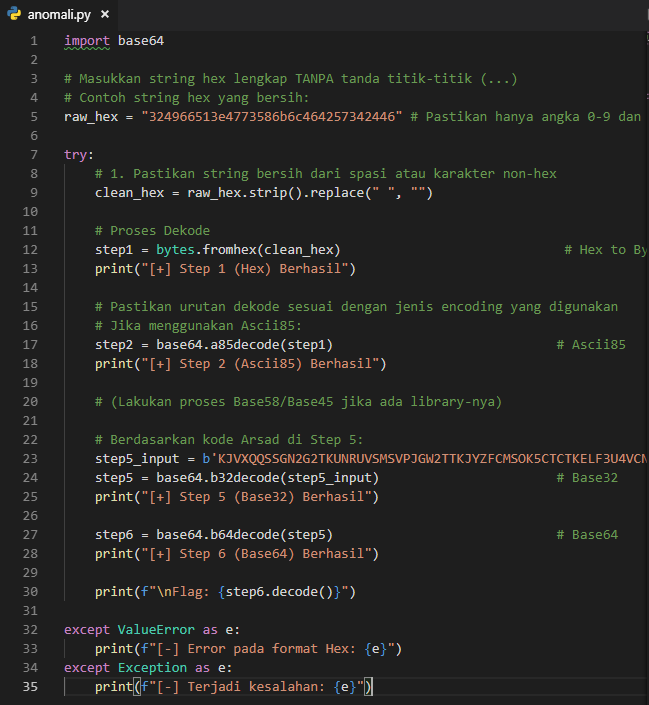 anomali.py ×
1 import base64
2
3 # Masukkan string hex lengkap TANPA tanda titik-titik (...)
4 # Contoh string hex yang bersih:
5 raw_hex = "324966513e4773586b6c464257342446" # Pastikan hanya angka 0-9 dan
6
7 try:
8 # 1. Pastikan string bersih dari spasi atau karakter non-hex
9 clean_hex = raw_hex.strip().replace(" ", "")
10
11 # Proses Dekode
12 step1 = bytes.fromhex(clean_hex) # Hex to By
13 print("[+] Step 1 (Hex) Berhasil")
14
15 # Pastikan urutan dekode sesuai dengan jenis encoding yang digunakan
16 # Jika menggunakan Ascii85:
17 step2 = base64.a85decode(step1) # Ascii85
18 print("[+] Step 2 (Ascii85) Berhasil")
19
20 # (Lakukan proses Base58/Base45 jika ada library-nya)
21
22 # Berdasarkan kode Arsad di Step 5:
23 step5_input = b'KJVXQQSSGN2G2TKUNRUVSMSVPJGW2TTKJYZFCMSOK5CTCTKELF3U4VCN
24 step5 = base64.b32decode(step5_input) # Base32
25 print("[+] Step 5 (Base32) Berhasil")
26
27 step6 = base64.b64decode(step5) # Base64
28 print("[+] Step 6 (Base64) Berhasil")
29
30 print(f"\nFlag: {step6.decode()}")
31
32 except ValueError as e:
33 print(f"[-] Error pada format Hex: {e}")
34 except Exception as e:
35 print(f"[-] Terjadi kesalahan: {e}")